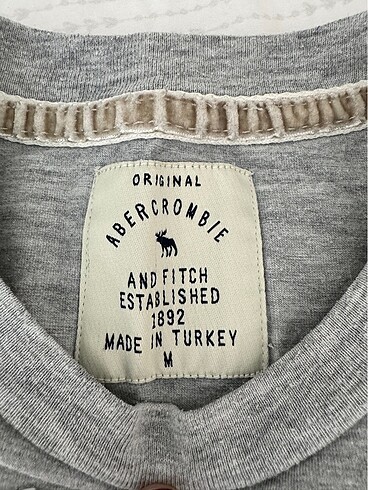 ORIGINAL
ABERCROMBIE
AND FITCH
ESTABLISHED
1892
MADE IN TURKEY
M